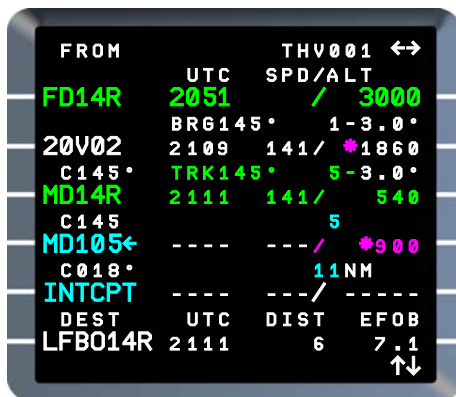 FROM THV001 ↔
UTC SPD/ALT
FD14R 2051 / 3000
BRG145° 1-3.0°
20V02 2109 141/ *1860
C145° TRK145° 5-3.0°
MD14R 2111 141/ 540
C145 5
MD105← ---- ---/ *900
C018° 11NM
INTCPT ---- ---/ -----
DEST UTC DIST EFOB
LFBO14R 2111 6 7.1
↑↓